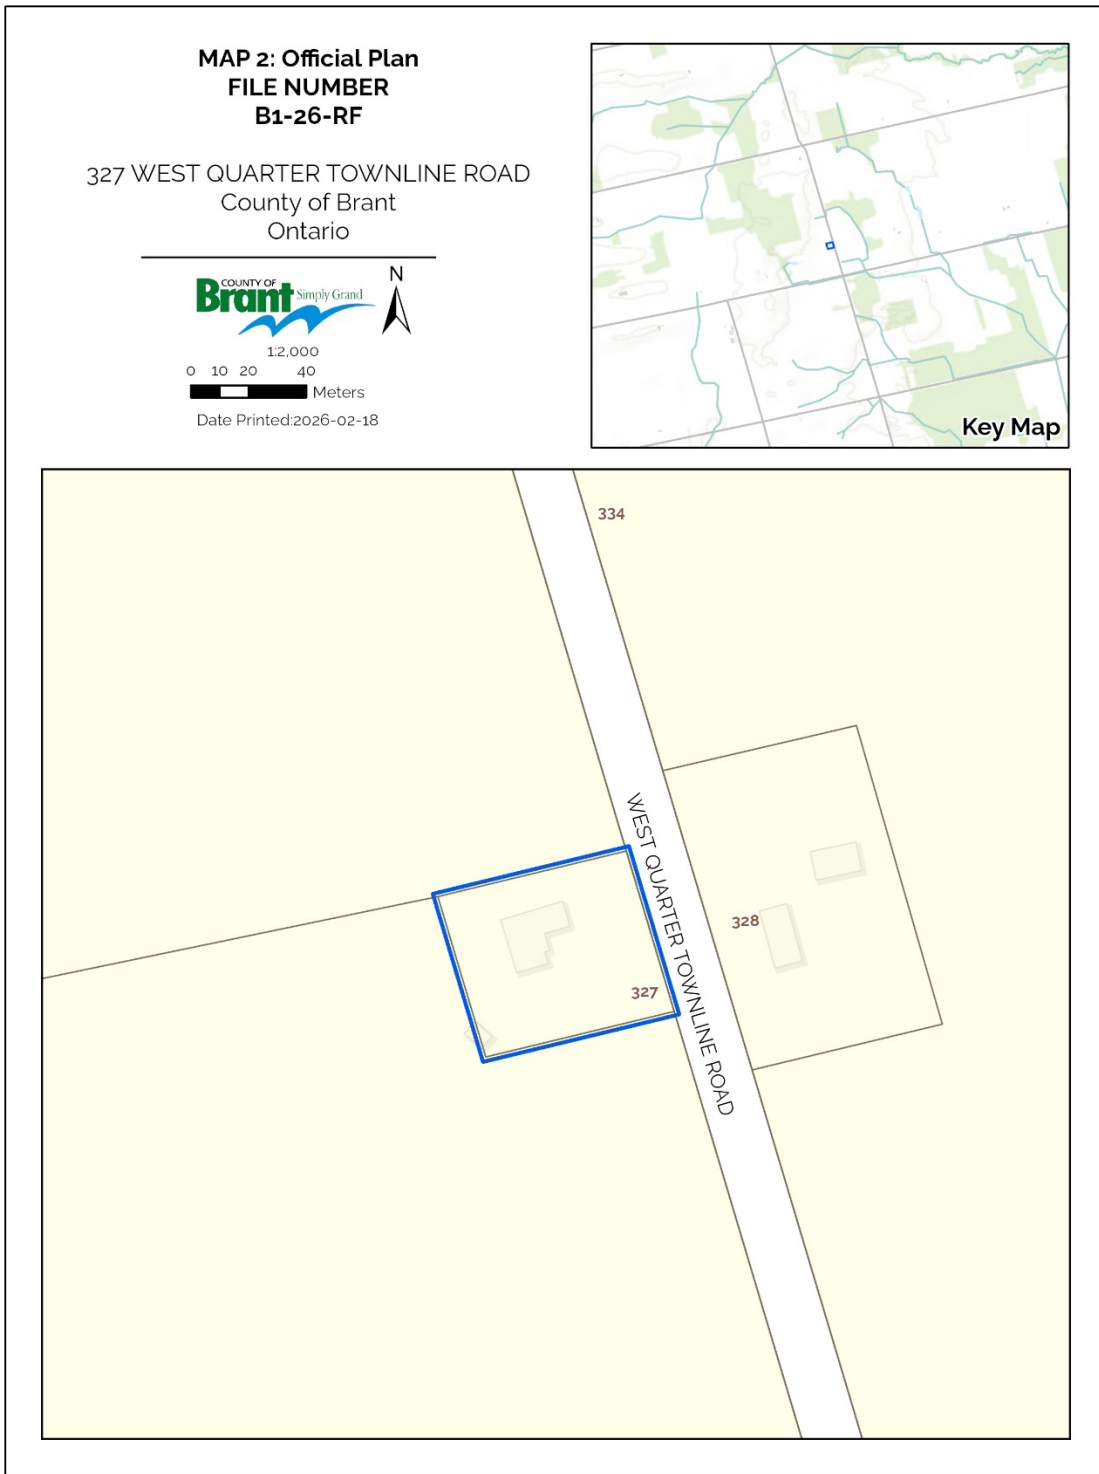 MAP 2: Official Plan
FILE NUMBER
B1-26-RF
327 WEST QUARTER TOWNLINE ROAD
County of Brant
Ontario
COUNTY OF
Brant Simply Grand
N
1:2,000
0 10 20 40
Meters
Date Printed:2026-02-18
Key Map
334
WEST QUARTER TOWNLINE ROAD
328
327